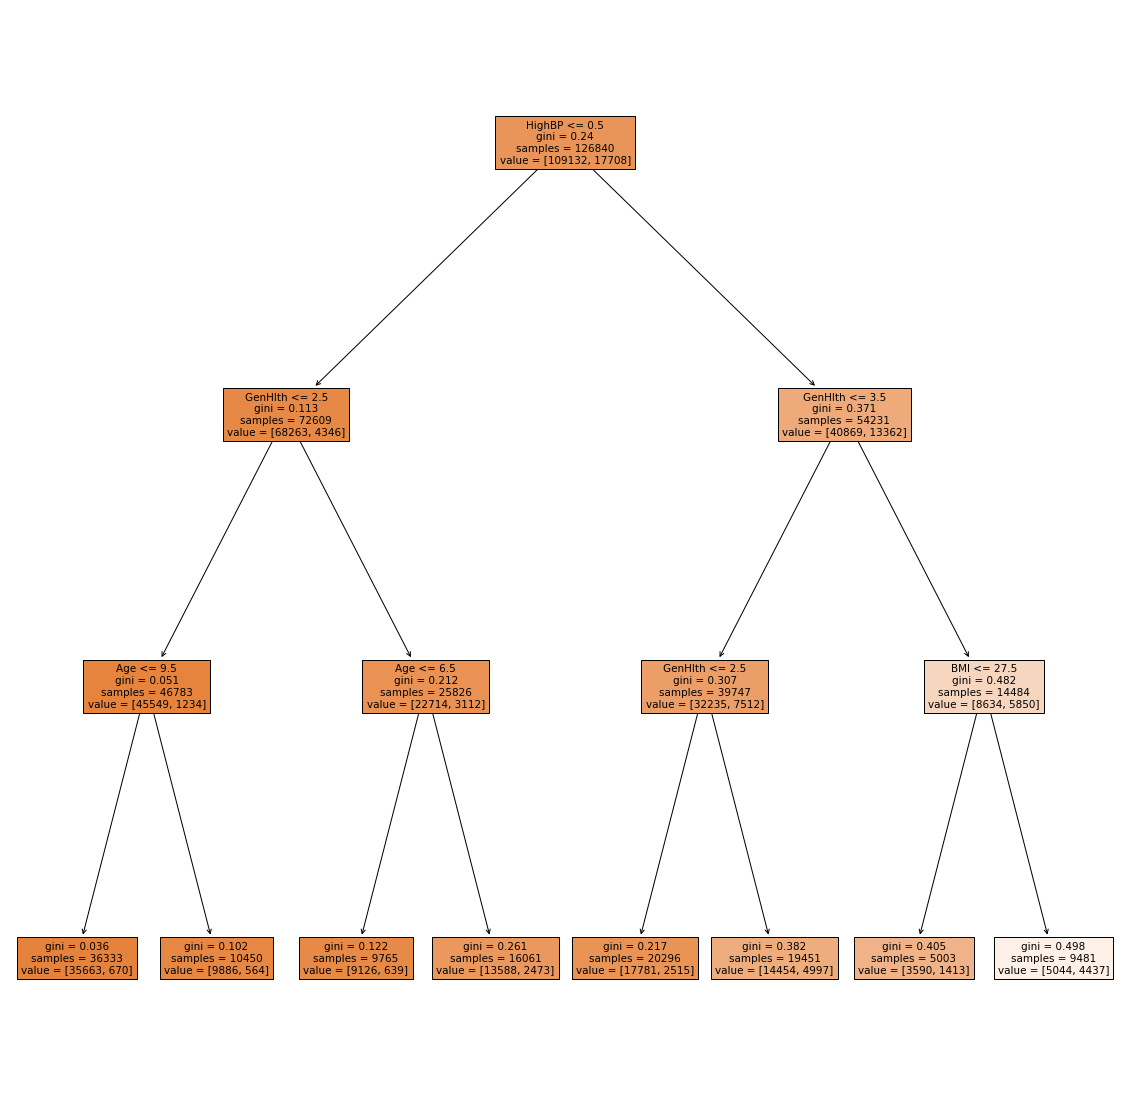 HighBP <= 0.5
gini = 0.24
samples = 126840
value = [109132, 17708]
GenHlth <= 2.5
gini = 0.113
samples = 72609
value = [68263, 4346]
GenHlth <= 3.5
gini = 0.371
samples = 54231
value = [40869, 13362]
Age <= 9.5
gini = 0.051
samples = 46783
value = [45549, 1234]
Age <= 6.5
gini = 0.212
samples = 25826
value = [22714, 3112]
GenHlth <= 2.5
gini = 0.307
samples = 39747
value = [32235, 7512]
BMI <= 27.5
gini = 0.482
samples = 14484
value = [8634, 5850]
gini = 0.036
samples = 36333
value = [35663, 670]
gini = 0.102
samples = 10450
value = [9886, 564]
gini = 0.122
samples = 9765
value = [9126, 639]
gini = 0.261
samples = 16061
value = [13588, 2473]
gini = 0.217
samples = 20296
value = [17781, 2515]
gini = 0.382
samples = 19451
value = [14454, 4997]
gini = 0.405
samples = 5003
value = [3590, 1413]
gini = 0.498
samples = 9481
value = [5044, 4437]